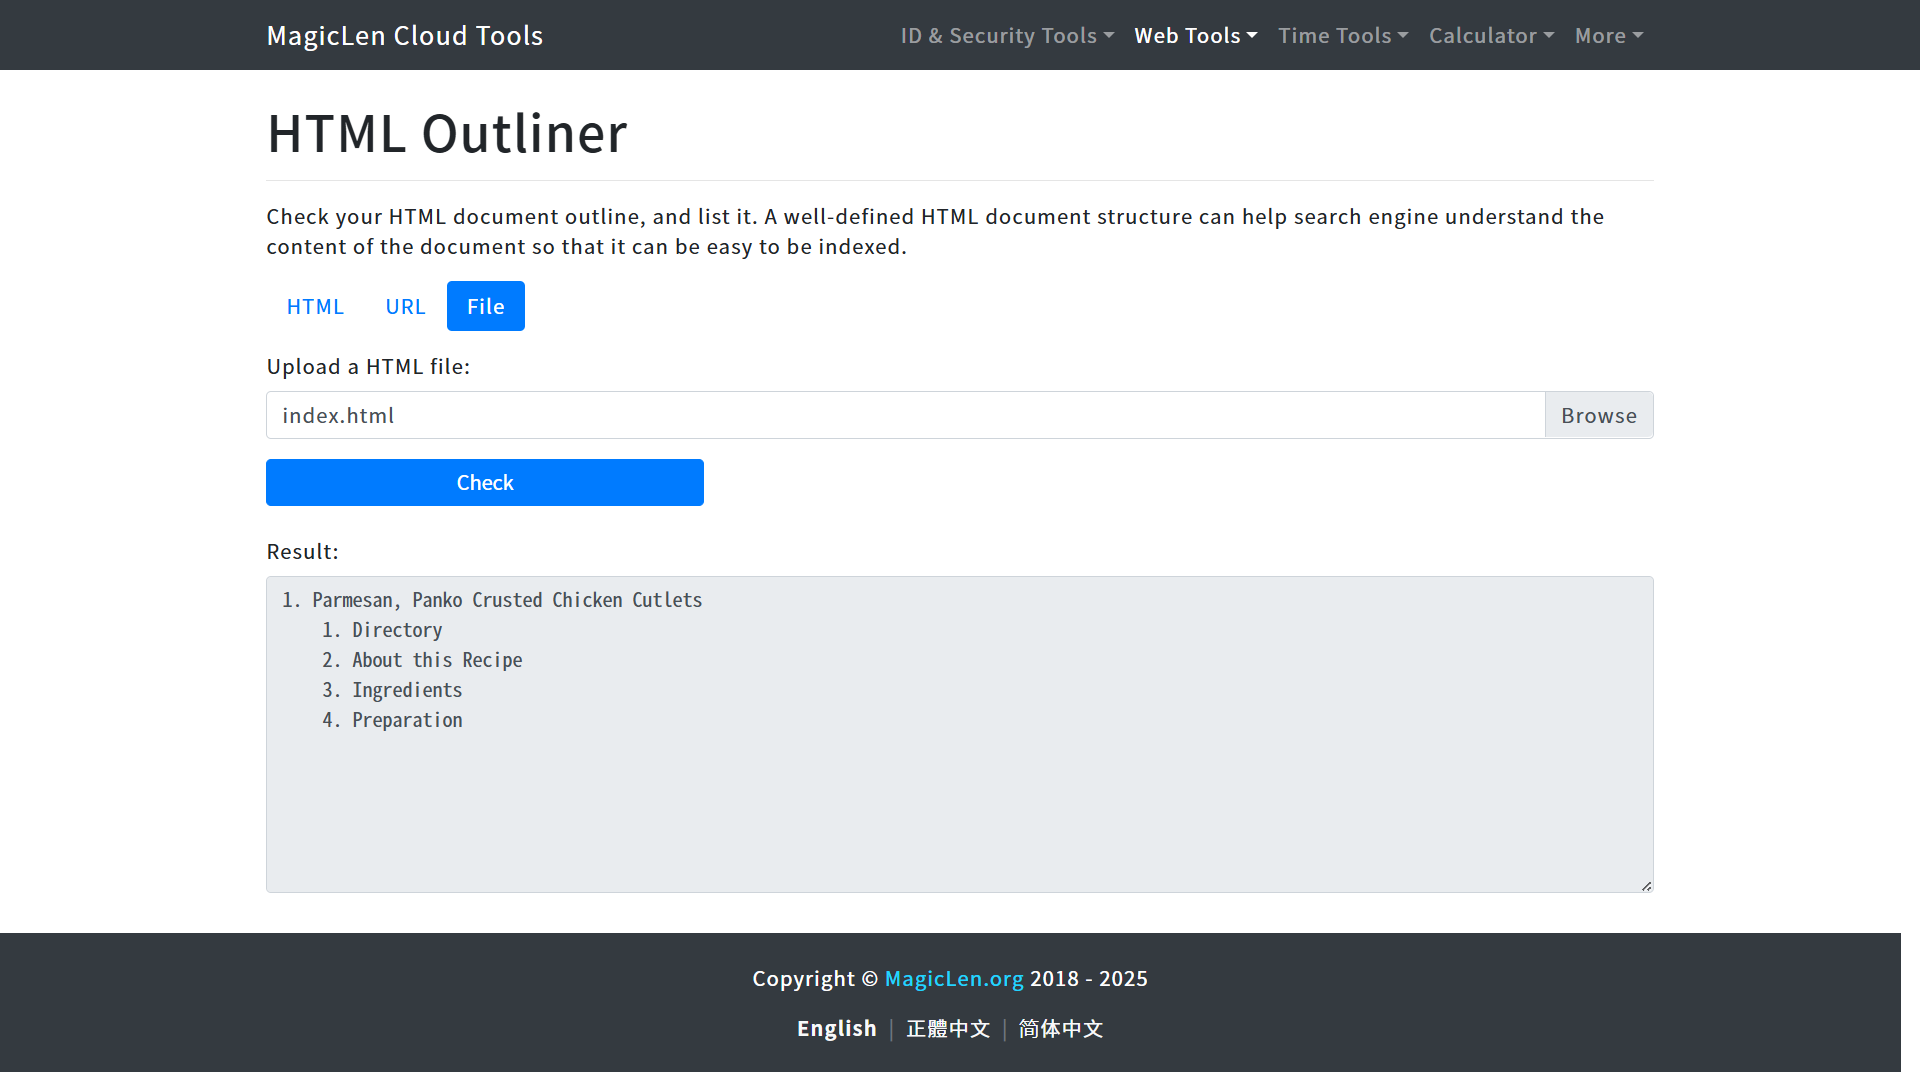 MagicLen Cloud Tools
ID & Security Tools Web Tools Time Tools Calculator More
HTML Outliner
Check your HTML document outline, and list it. A well-defined HTML document structure can help search engine understand the
content of the document so that it can be easy to be indexed.
HTML URL File
Upload a HTML file:
index.html Browse
Check
Result:
1. Parmesan, Panko Crusted Chicken Cutlets
1. Directory
2. About this Recipe
3. Ingredients
4. Preparation
Copyright © MagicLen.org 2018 - 2025
English | 正體中文 | 简体中文